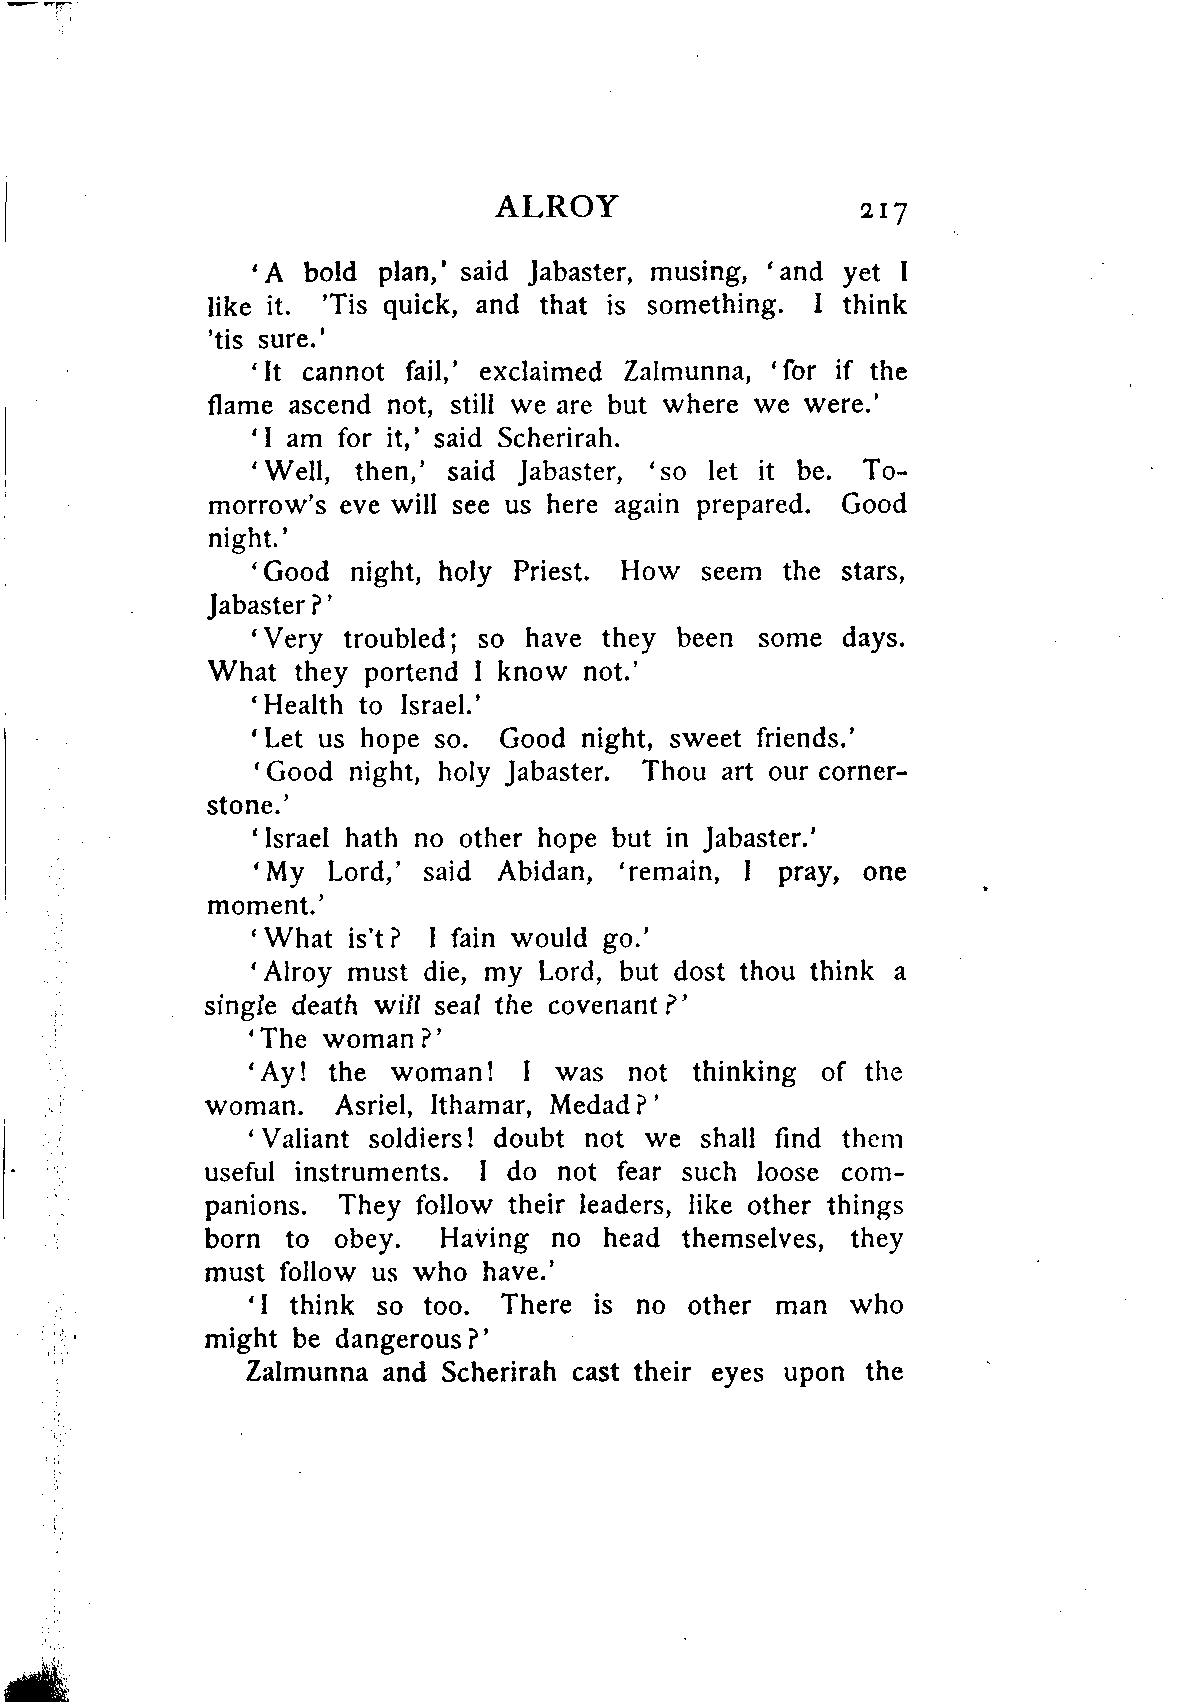 ALROY 217
‘A bold plan,’ said Jabaster, musing, ‘and yet I
like it. ’Tis quick, and that is something. I think
’tis sure.’
‘It cannot fail,’ exclaimed Zalmunna, ‘for if the
flame ascend not, still we are but where we were.’
‘I am for it,’ said Scherirah.
‘Well, then,’ said Jabaster, ‘so let it be. To-
morrow’s eve will see us here again prepared. Good
night.’
‘Good night, holy Priest. How seem the stars,
Jabaster?’
‘Very troubled; so have they been some days.
What they portend I know not.’
‘Health to Israel.’
‘Let us hope so. Good night, sweet friends.’
‘Good night, holy Jabaster. Thou art our corner-
stone.’
‘Israel hath no other hope but in Jabaster.’
‘My Lord,’ said Abidan, ‘remain, I pray, one
moment.’
‘What is’t? I fain would go.’
‘Alroy must die, my Lord, but dost thou think a
single death will seal the covenant?’
‘The woman?’
‘Ay! the woman! I was not thinking of the
woman. Asriel, Ithamar, Medad?’
‘Valiant soldiers! doubt not we shall find them
useful instruments. I do not fear such loose com-
panions. They follow their leaders, like other things
born to obey. Having no head themselves, they
must follow us who have.’
‘I think so too. There is no other man who
might be dangerous?’
Zalmunna and Scherirah cast their eyes upon the